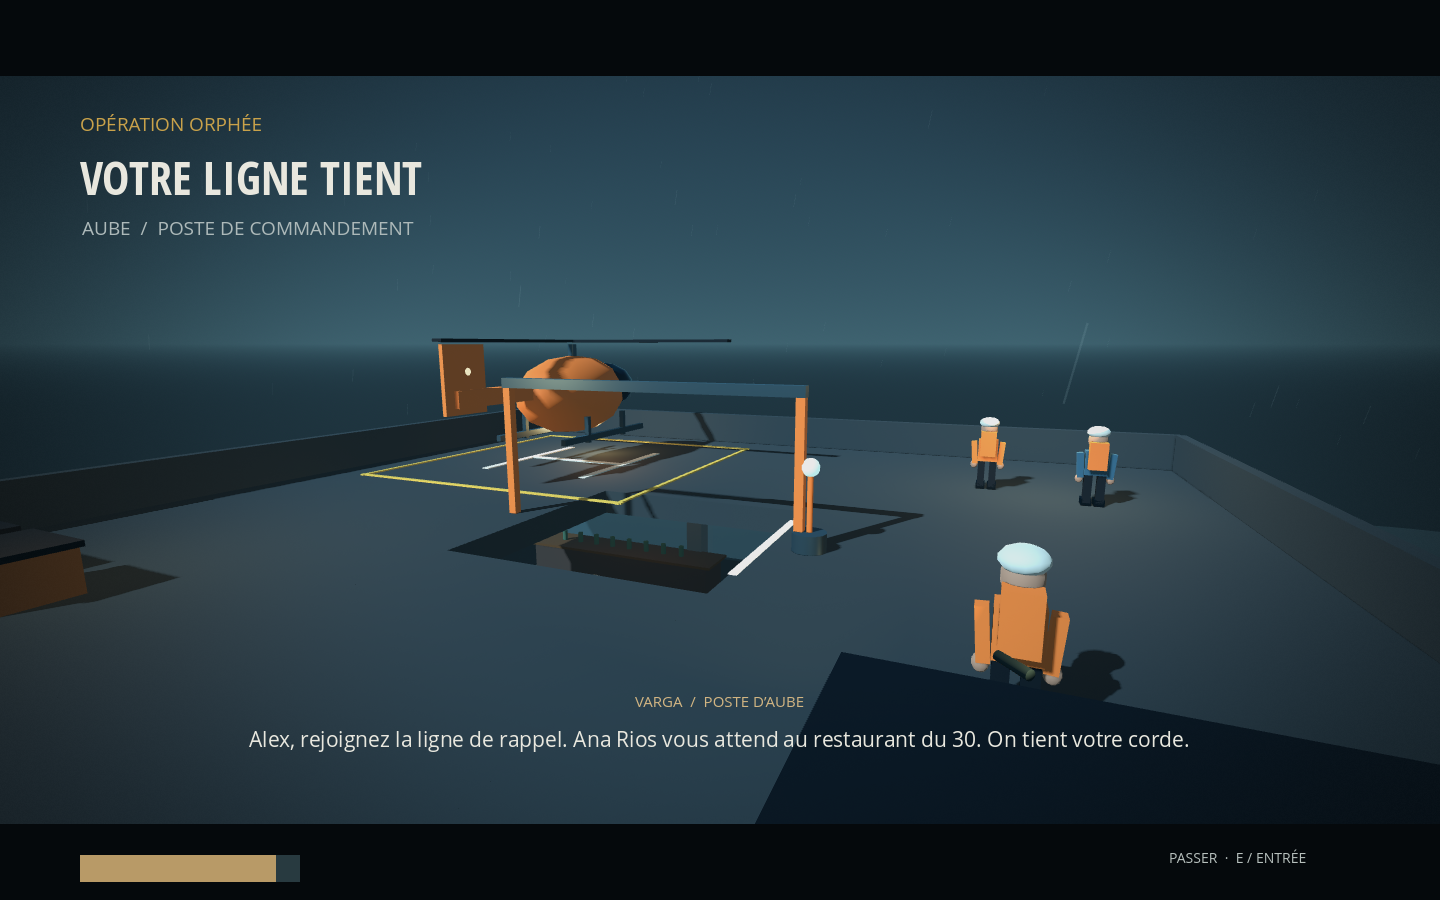 OPÉRATION ORPHÉE
VOTRE LIGNE TIENT
AUBE / POSTE DE COMMANDEMENT
VARGA / POSTE D'AUBE
Alex, rejoignez la ligne de rappel. Ana Rios vous attend au restaurant du 30. On tient votre corde.
PASSER · E / ENTRÉE